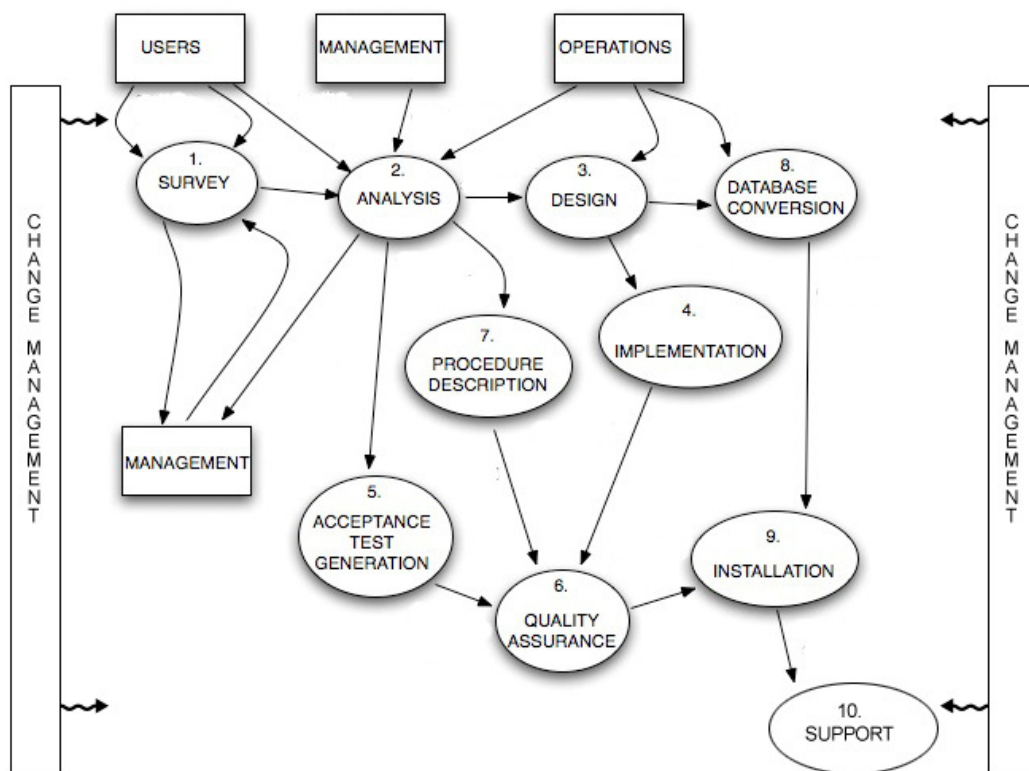 USERS
MANAGEMENT
OPERATIONS
1.
SURVEY
2.
ANALYSIS
3.
DESIGN
8.
DATABASE
CONVERSION
CHANGE MANAGEMENT
CHANGE MANAGEMENT
7.
PROCEDURE
DESCRIPTION
4.
IMPLEMENTATION
MANAGEMENT
5.
ACCEPTANCE
TEST
GENERATION
6.
QUALITY
ASSURANCE
9.
INSTALLATION
10.
SUPPORT